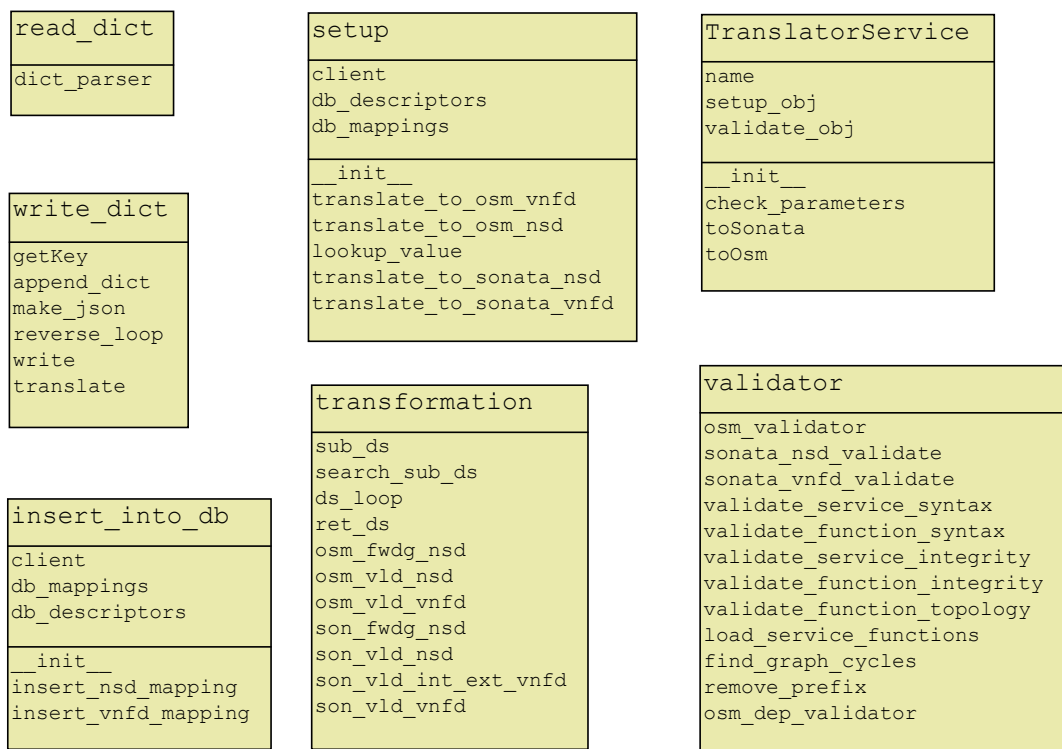 read_dict
dict_parser
setup
client
db_descriptors
db_mappings
__init__
translate_to_osm_vnfd
translate_to_osm_nsd
lookup_value
translate_to_sonata_nsd
translate_to_sonata_vnfd
TranslatorService
name
setup_obj
validate_obj
__init__
check_parameters
toSonata
toOsm
write_dict
getKey
append_dict
make_json
reverse_loop
write
translate
transformation
sub_ds
search_sub_ds
ds_loop
ret_ds
osm_fwdg_nsd
osm_vld_nsd
osm_vld_vnfd
son_fwdg_nsd
son_vld_nsd
son_vld_int_ext_vnfd
son_vld_vnfd
validator
osm_validator
sonata_nsd_validate
sonata_vnfd_validate
validate_service_syntax
validate_function_syntax
validate_service_integrity
validate_function_integrity
validate_function_topology
load_service_functions
find_graph_cycles
remove_prefix
osm_dep_validator
insert_into_db
client
db_mappings
db_descriptors
__init__
insert_nsd_mapping
insert_vnfd_mapping